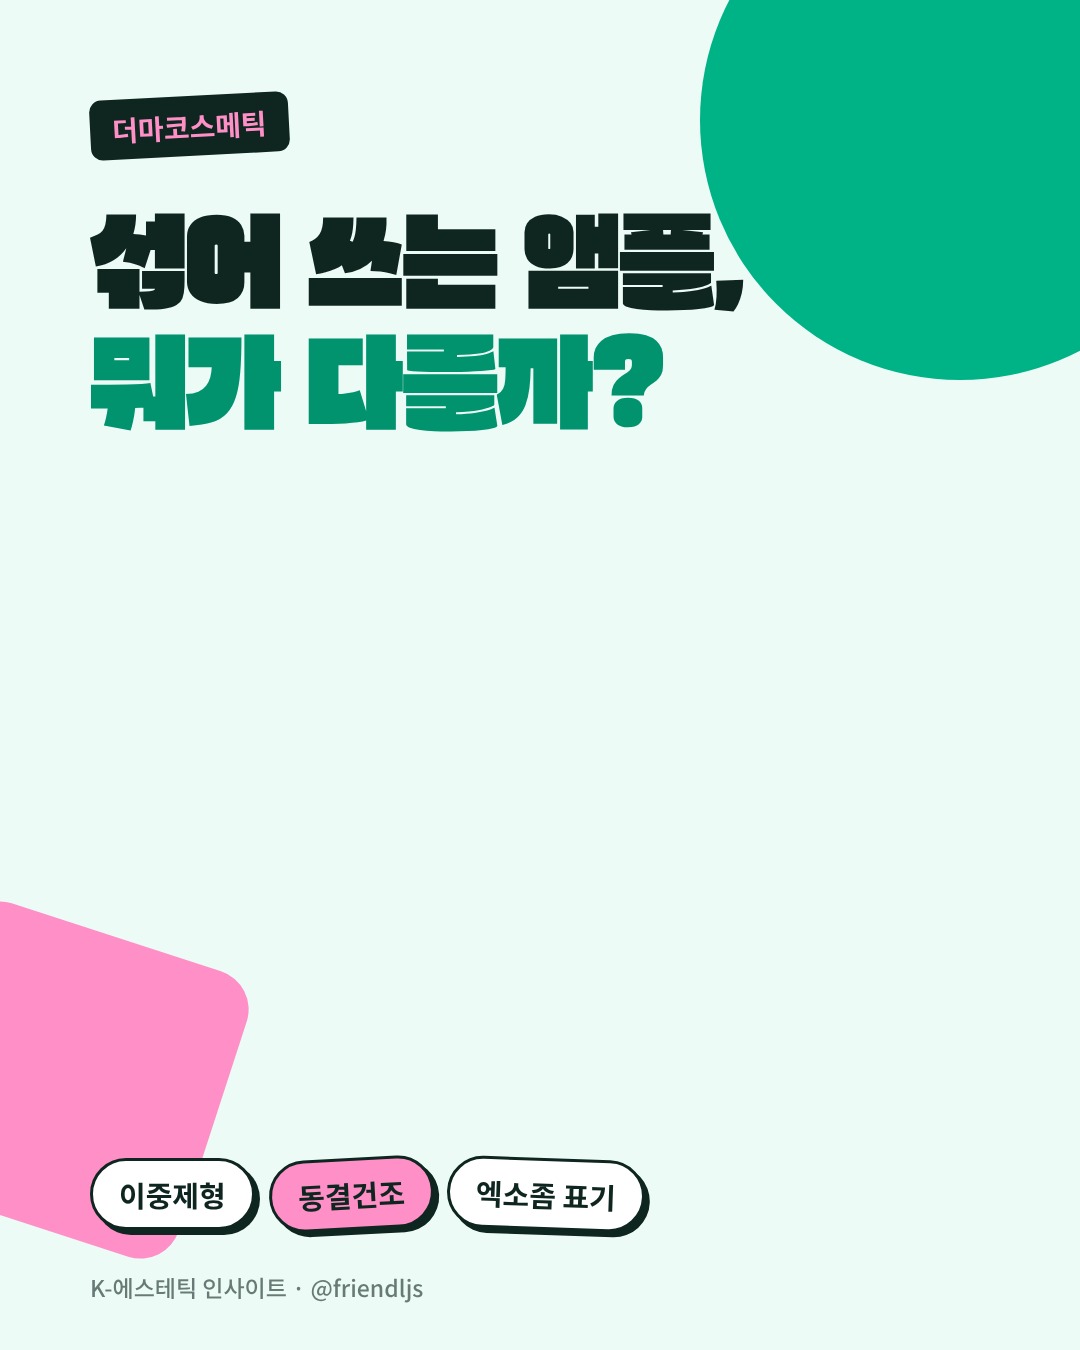 더마코스메틱
섞어 쓰는 앰플,
뭐가 다를까?
이중제형
동결건조
엑소좀 표기
K-에스테틱 인사이트 · @friendljs